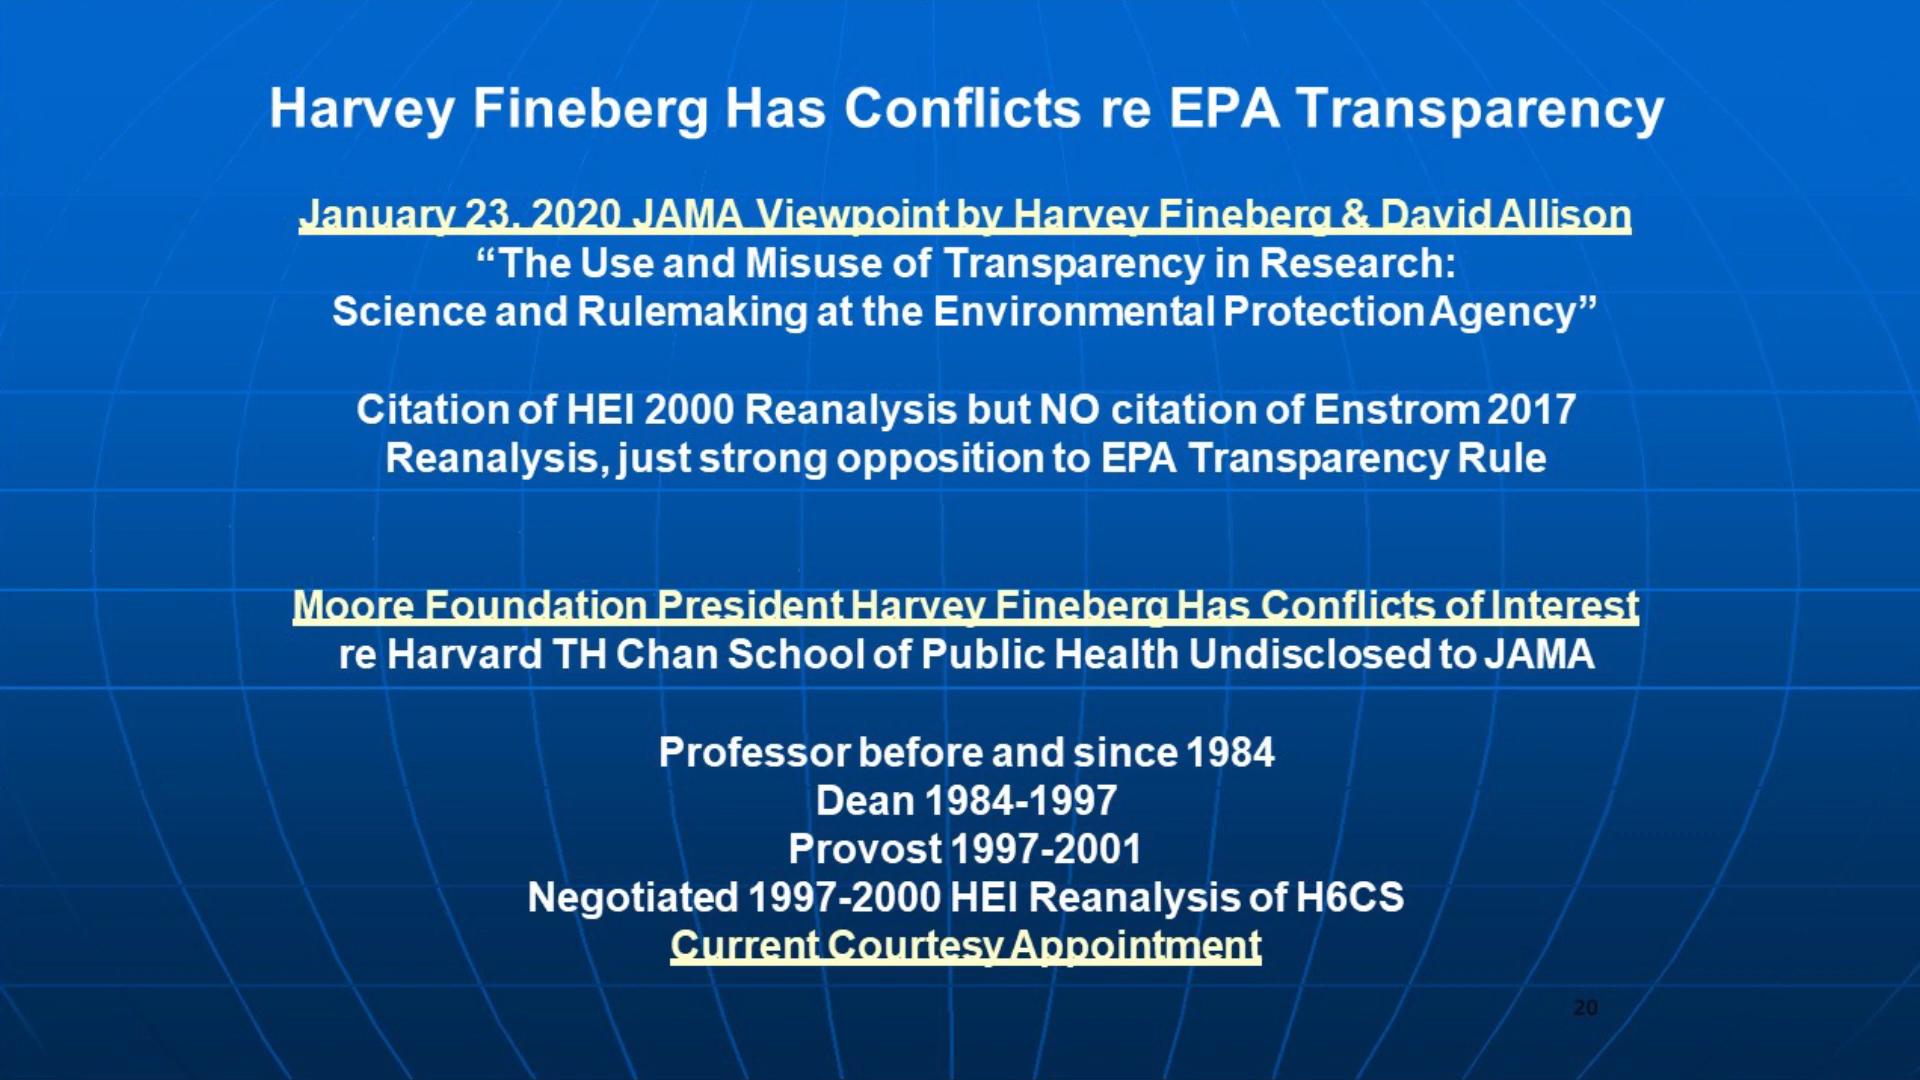 Harvey Fineberg Has Conflicts re EPA Transparency
January 23, 2020 JAMA Viewpoint by Harvey Fineberg & David Allison
“The Use and Misuse of Transparency in Research:
Science and Rulemaking at the Environmental Protection Agency”
Citation of HEI 2000 Reanalysis but NO citation of Enstrom 2017
Reanalysis, just strong opposition to EPA Transparency Rule
Moore Foundation President Harvey Fineberg Has Conflicts of Interest
re Harvard TH Chan School of Public Health Undisclosed to JAMA
Professor before and since 1984
Dean 1984-1997
Provost 1997-2001
Negotiated 1997-2000 HEI Reanalysis of H6CS
Current Courtesy Appointment
20